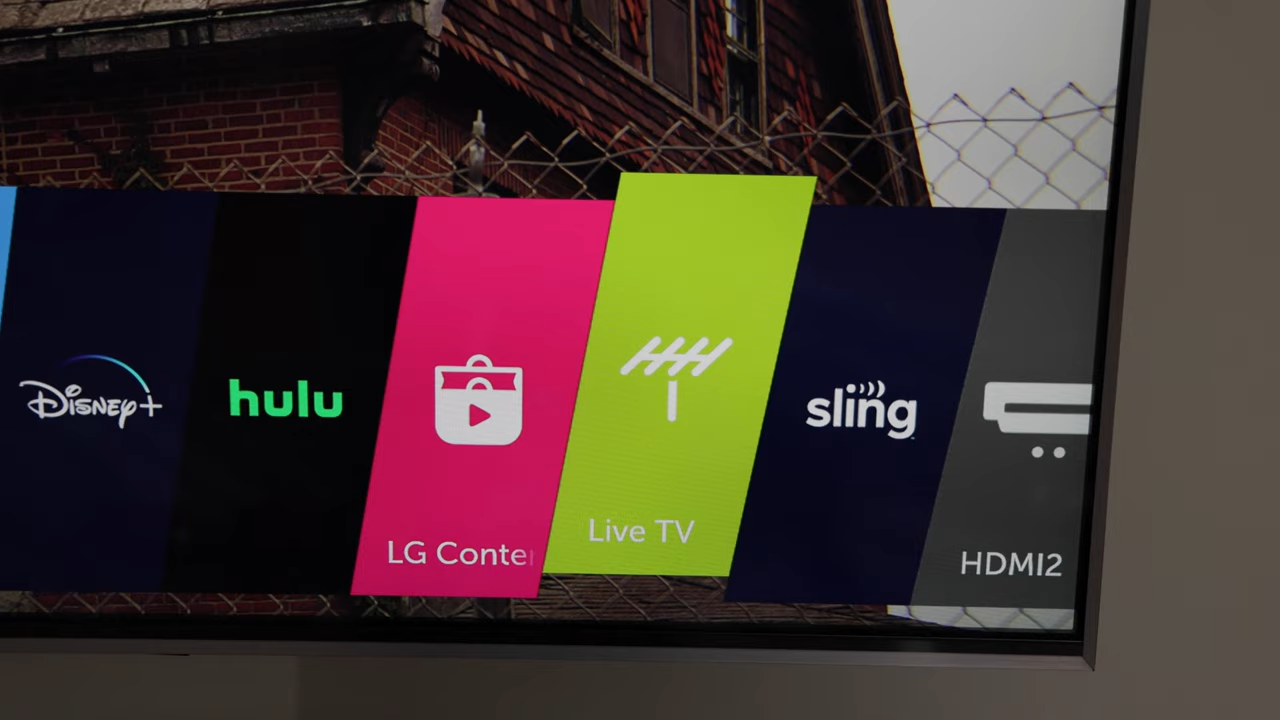 Disney+
hulu
LG Conte
Live TV
sling
HDMI2